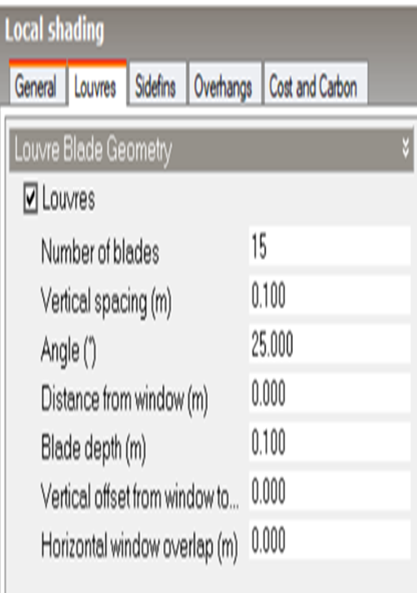 Local shading
General Louvres Sidefins Overhangs Cost and Carbon
Louvre Blade Geometry
Louvres
Number of blades 15
Vertical spacing (m) 0.100
Angle (°) 25.000
Distance from window (m) 0.000
Blade depth (m) 0.100
Vertical offset from window to... 0.000
Horizontal window overlap (m) 0.000